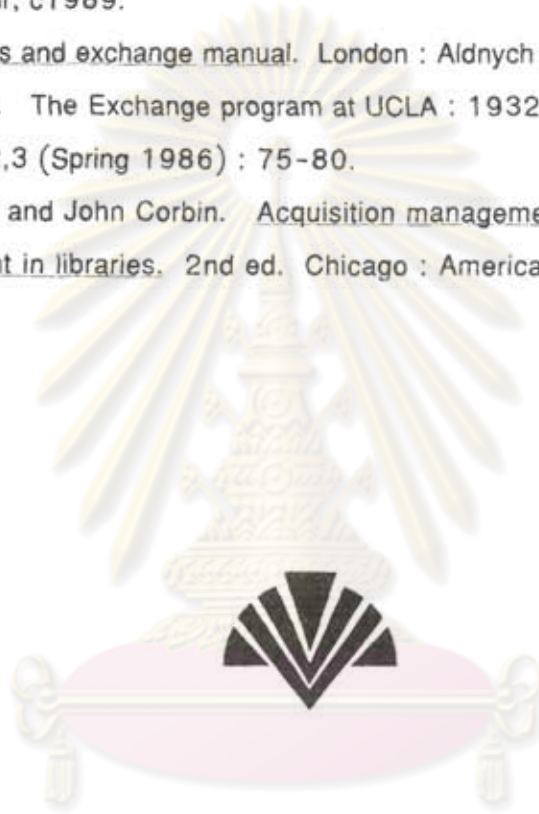 , c1989.
s and exchange manual. London : Aldnych
. The Exchange program at UCLA : 1932
,3 (Spring 1986) : 75-80.
and John Corbin. Acquisition manageme
t in libraries. 2nd ed. Chicago : America